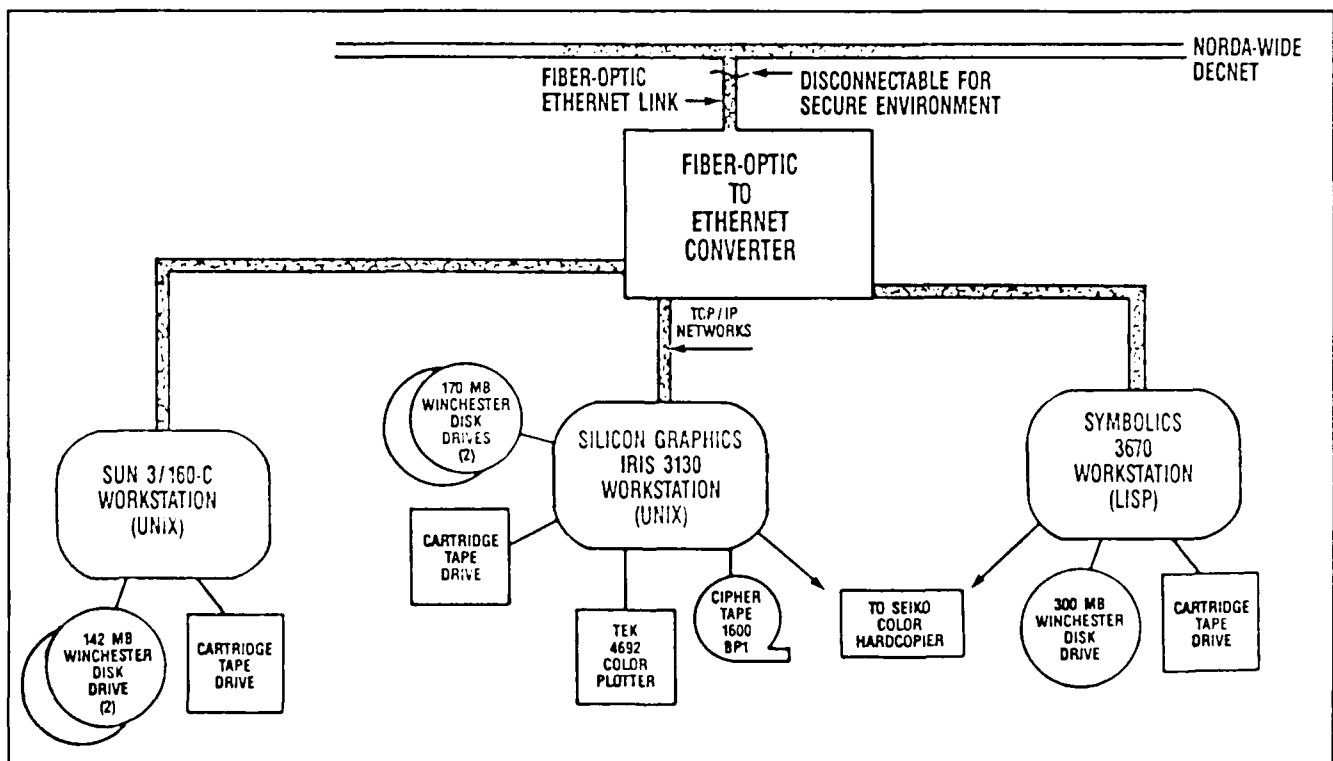 NORDA-WIDE
DECNET
FIBER-OPTIC
ETHERNET LINK
DISCONNECTABLE FOR
SECURE ENVIRONMENT
FIBER-OPTIC
TO
ETHERNET
CONVERTER
TCP/IP
NETWORKS
170 MB
WINCHESTER
DISK
DRIVES
(2)
SILICON GRAPHICS
IRIS 3130
WORKSTATION
(UNIX)
SYMBOLICS
3670
WORKSTATION
(LISP)
SUN 3/160-C
WORKSTATION
(UNIX)
CARTRIDGE
TAPE
DRIVE
142 MB
WINCHESTER
DISK
DRIVE
(2)
CARTRIDGE
TAPE
DRIVE
TEK
4692
COLOR
PLOTTER
CIPHER
TAPE
1600
BP1
TO SEIKO
COLOR
HARDCOPIER
300 MB
WINCHESTER
DISK
DRIVE
CARTRIDGE
TAPE
DRIVE